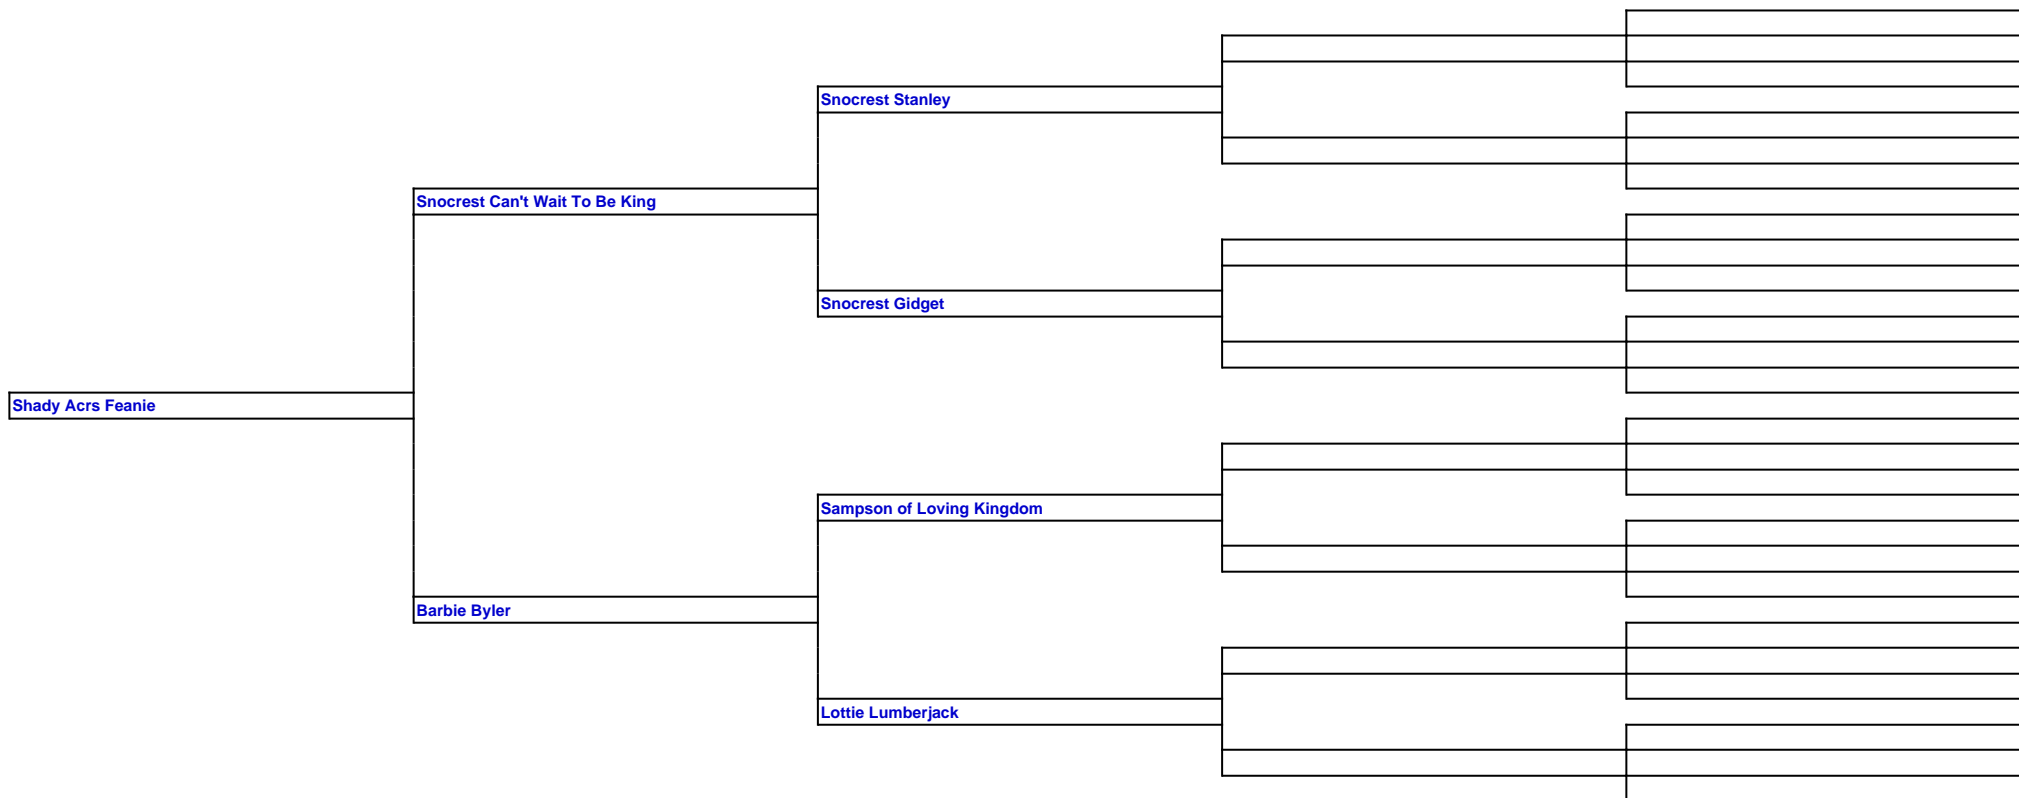 Snocrest Stanley
Snocrest Can't Wait To Be King
Snocrest Gidget
Shady Acrs Feanie
Sampson of Loving Kingdom
Barbie Byler
Lottie Lumberjack